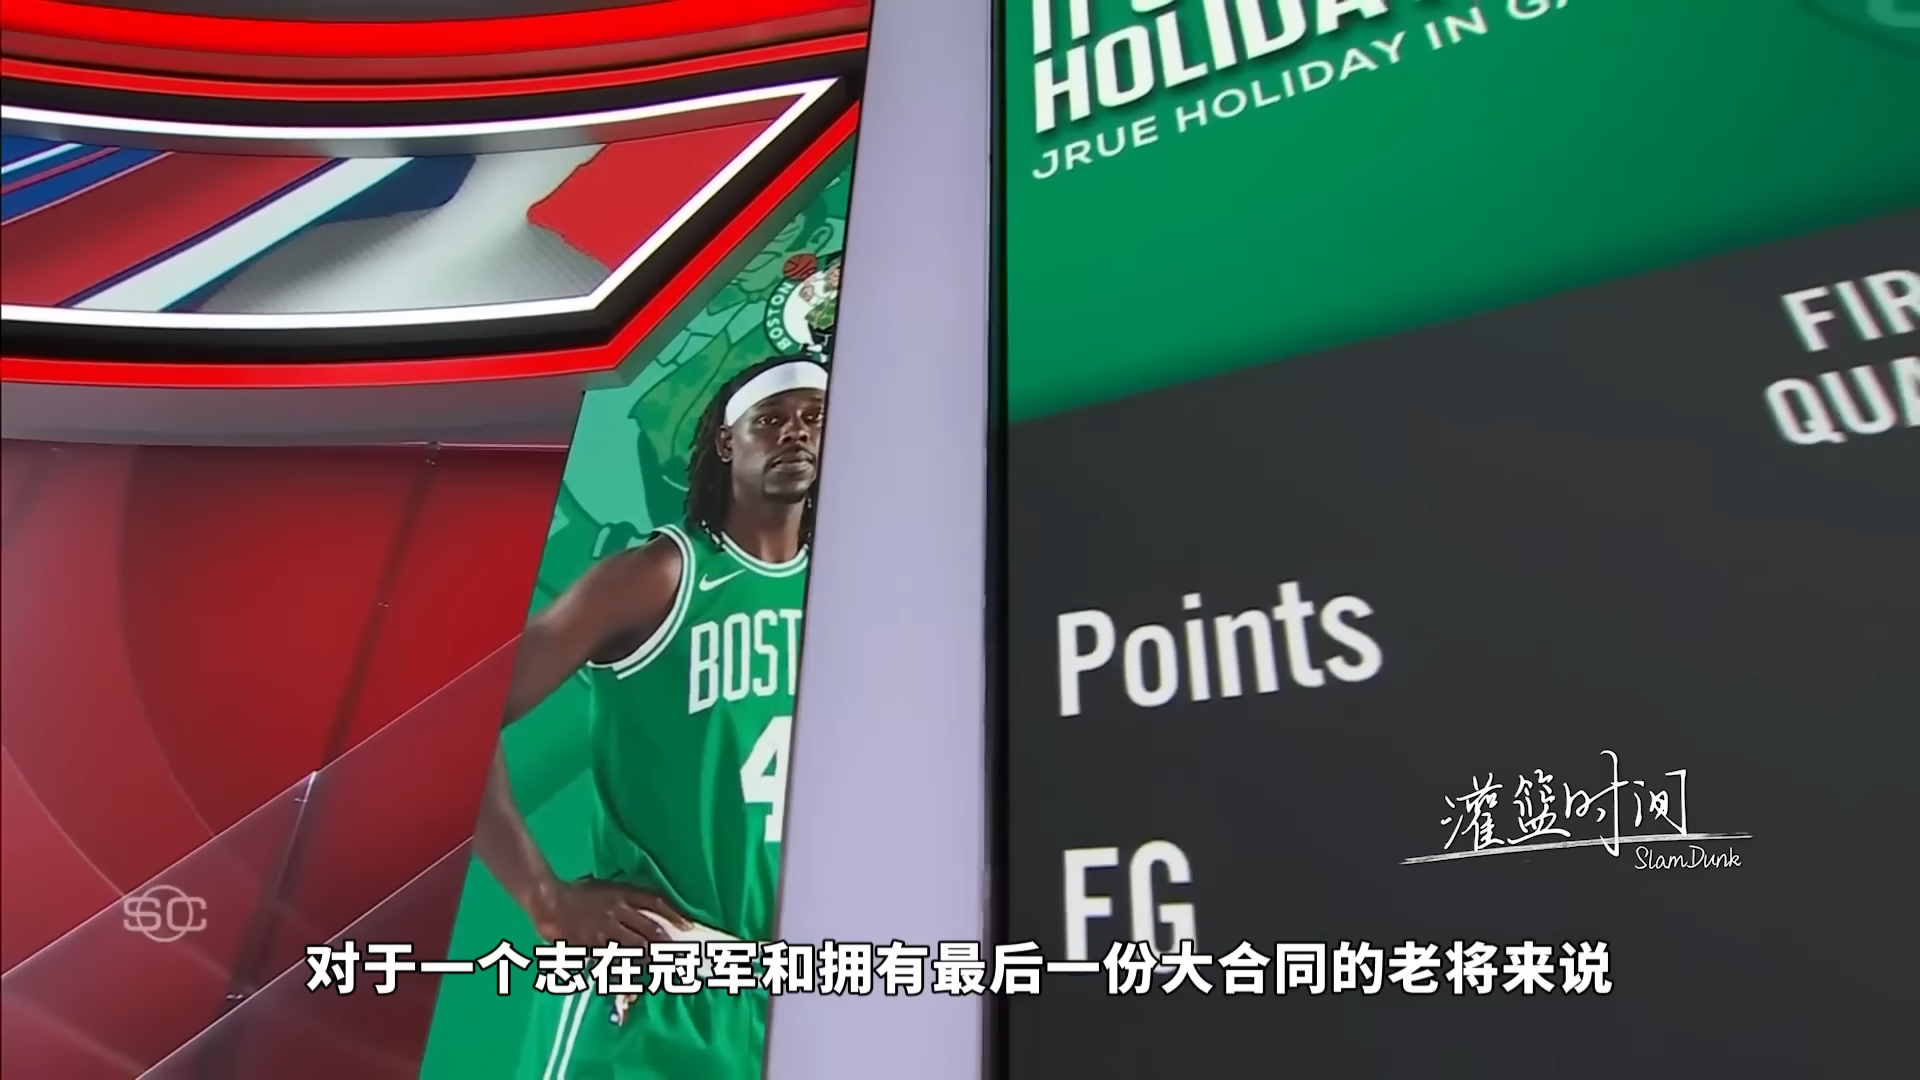 HOLIDA
JRUE HOLIDAY IN GA
FIR
QUA
BOSTON
BOST
4
Points
FG
灌篮时间
SlamDunk
SC
对于一个志在冠军和拥有最后一份大合同的老将来说